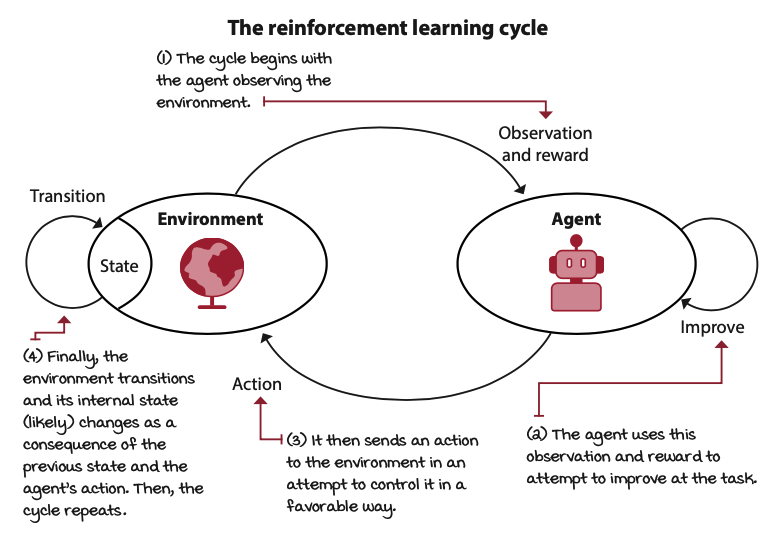 The reinforcement learning cycle
(1) The cycle begins with
the agent observing the
environment.
Observation
and reward
Transition
Environment
State
Agent
Improve
Action
(2) The agent uses this
observation and reward to
attempt to improve at the task.
(3) It then sends an action
to the environment in an
attempt to control it in a
favorable way.
(4) Finally, the
environment transitions
and its internal state
(likely) changes as a
consequence of the
previous state and the
agent's action. Then, the
cycle repeats.